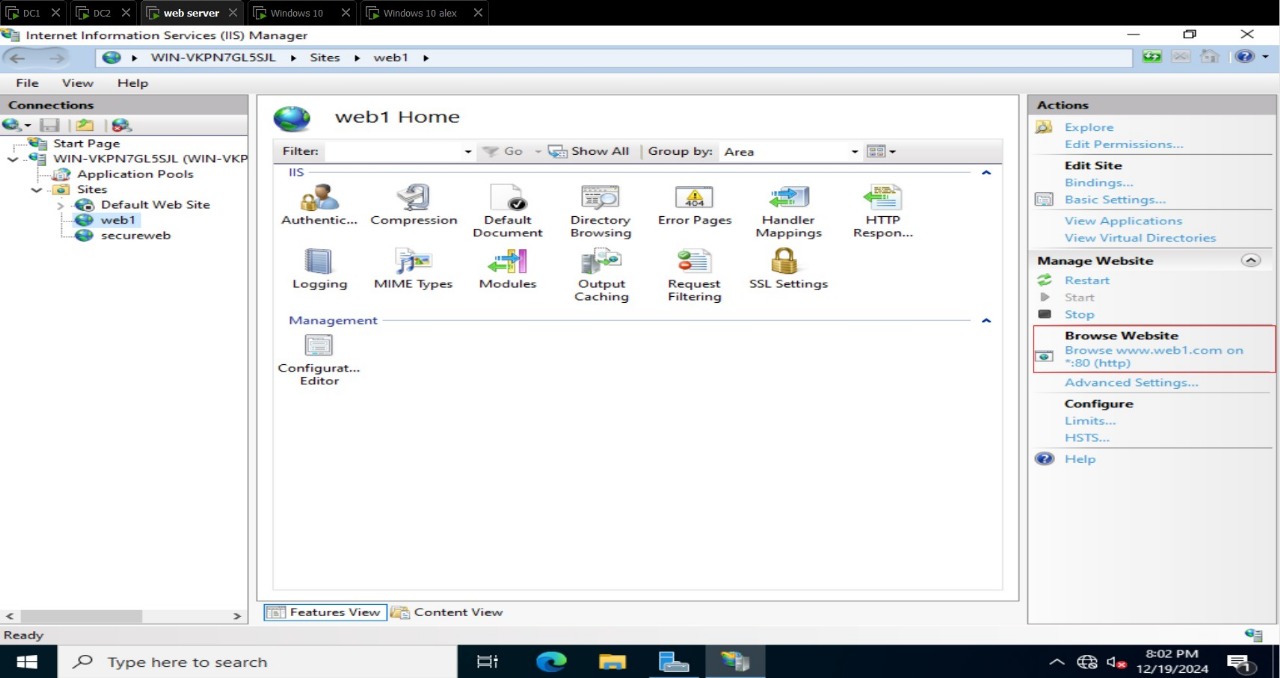 DC1
DC2
web server
Windows 10
Windows 10 alex
Internet Information Services (IIS) Manager
WIN-VKPN7GL5SJL
Sites
web1
File
View
Help
Connections
Start Page
WIN-VKPN7GL5SJL (WIN-VKP
Application Pools
Sites
Default Web Site
web1
secureweb
web1 Home
Filter:
Go
Show All
Group by:
Area
IIS
Authentic...
Compression
Default
Document
Directory
Browsing
Error Pages
Handler
Mappings
HTTP
Respon...
Logging
MIME Types
Modules
Output
Caching
Request
Filtering
SSL Settings
Management
Configurat...
Editor
Features View
Content View
Actions
Explore
Edit Permissions...
Edit Site
Bindings...
Basic Settings...
View Applications
View Virtual Directories
Manage Website
Restart
Start
Stop
Browse Website
Browse www.web1.com on
*:80 (http)
Advanced Settings...
Configure
Limits...
HSTS...
Help
Ready
Type here to search
8:02 PM
12/19/2024
1